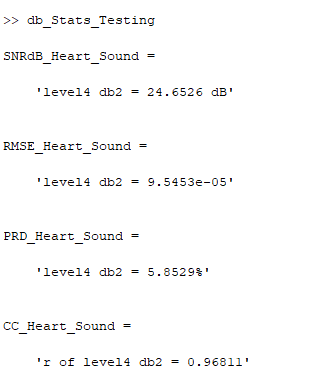 >> db_Stats_Testing
SNRdB_Heart_Sound =
'level4 db2 = 24.6526 dB'
RMSE_Heart_Sound =
'level4 db2 = 9.5453e-05'
PRD_Heart_Sound =
'level4 db2 = 5.8529%'
CC_Heart_Sound =
'r of level4 db2 = 0.96811'